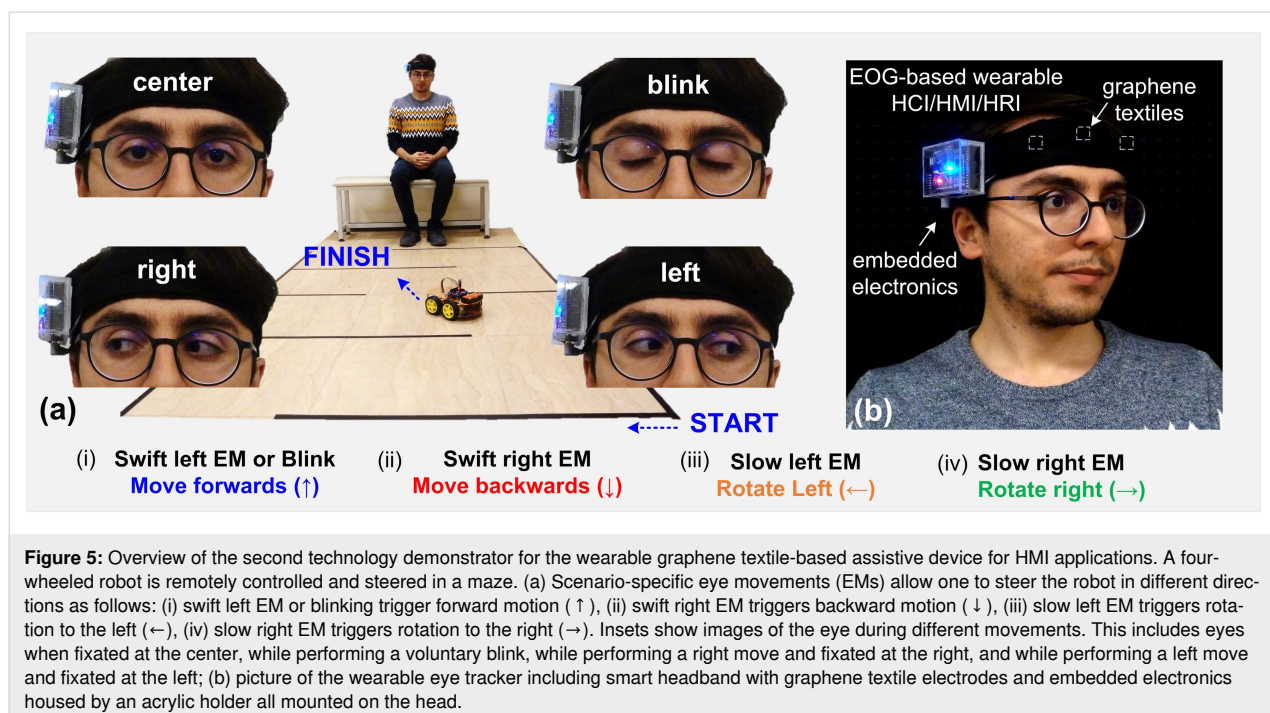 center
blink
right
left
FINISH
START
(a)
EOG-based wearable
HCI/HMI/HRI
graphene
textiles
embedded
electronics
(b)
(i) Swift left EM or Blink
Move forwards (↑)
(ii) Swift right EM
Move backwards (↓)
(iii) Slow left EM
Rotate Left (←)
(iv) Slow right EM
Rotate right (→)
Figure 5: Overview of the second technology demonstrator for the wearable graphene textile-based assistive device for HMI applications. A four-
wheeled robot is remotely controlled and steered in a maze. (a) Scenario-specific eye movements (EMs) allow one to steer the robot in different direc-
tions as follows: (i) swift left EM or blinking trigger forward motion (↑), (ii) swift right EM triggers backward motion (↓), (iii) slow left EM triggers rota-
tion to the left (←), (iv) slow right EM triggers rotation to the right (→). Insets show images of the eye during different movements. This includes eyes
when fixated at the center, while performing a voluntary blink, while performing a right move and fixated at the right, and while performing a left move
and fixated at the left; (b) picture of the wearable eye tracker including smart headband with graphene textile electrodes and embedded electronics
housed by an acrylic holder all mounted on the head.